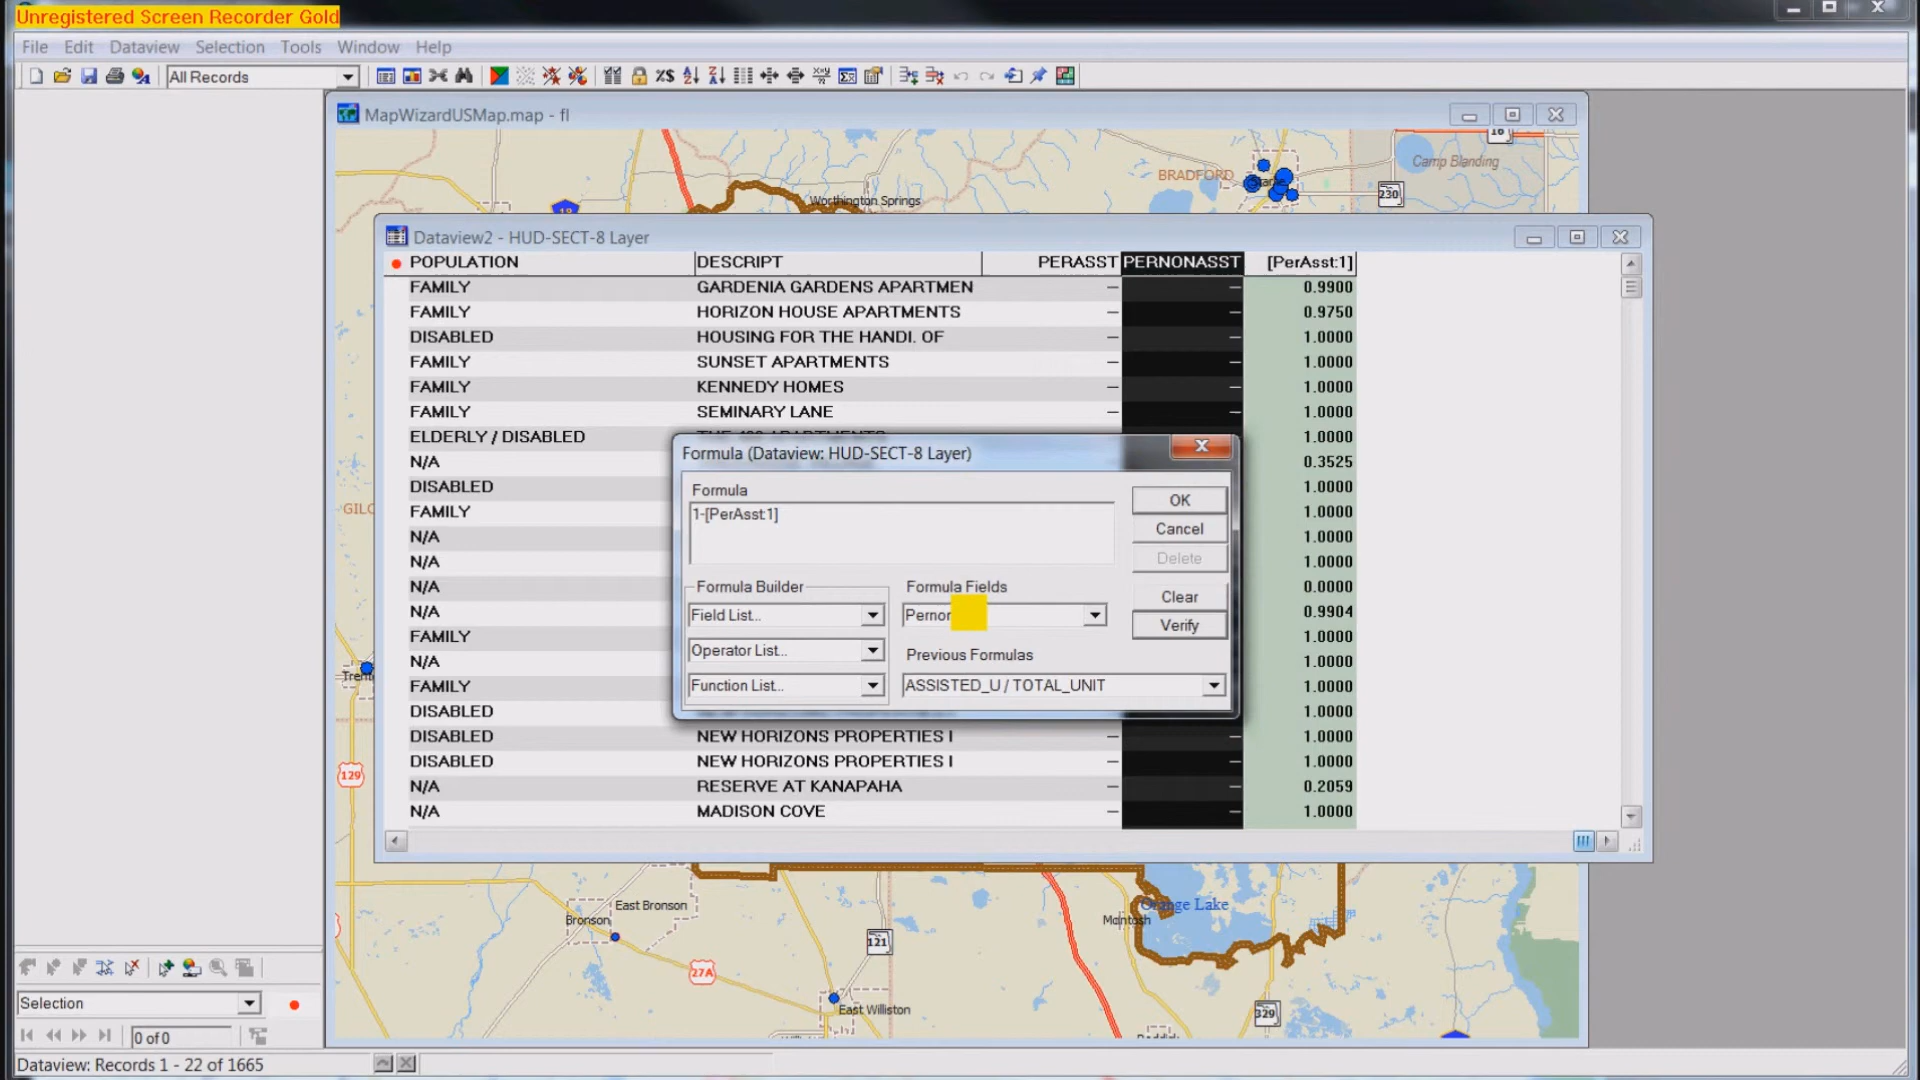 Unregistered Screen Recorder Gold
File Edit Dataview Selection Tools Window Help
All Records
MapWizardUSMap.map - fl
Camp Blanding
BRADFORD
Starke
16
230
Worthington Springs
Dataview2 - HUD-SECT-8 Layer
POPULATION DESCRIPT PERASST PERNONASST [PerAsst:1]
FAMILY GARDENIA GARDENS APARTMEN -- -- 0.9900
FAMILY HORIZON HOUSE APARTMENTS -- -- 0.9750
DISABLED HOUSING FOR THE HANDI. OF -- -- 1.0000
FAMILY SUNSET APARTMENTS -- -- 1.0000
FAMILY KENNEDY HOMES -- -- 1.0000
FAMILY SEMINARY LANE -- -- 1.0000
ELDERLY / DISABLED 1.0000
N/A 0.3525
DISABLED 1.0000
FAMILY 1.0000
N/A 1.0000
N/A 1.0000
N/A 0.0000
N/A 0.9904
FAMILY 1.0000
N/A 1.0000
FAMILY 1.0000
DISABLED 1.0000
DISABLED NEW HORIZONS PROPERTIES I -- -- 1.0000
DISABLED NEW HORIZONS PROPERTIES I -- -- 1.0000
N/A RESERVE AT KANAPAHA -- -- 0.2059
N/A MADISON COVE -- -- 1.0000
Formula (Dataview: HUD-SECT-8 Layer)
Formula
1-[PerAsst:1]
OK
Cancel
Delete
Clear
Verify
Formula Builder
Field List...
Operator List...
Function List...
Formula Fields
Pernon
Previous Formulas
ASSISTED_U / TOTAL_UNIT
GILC
Trent
129
East Bronson
Bronson
121
27A
East Williston
McIntosh
Orange Lake
329
Selection
0 of 0
Dataview: Records 1 - 22 of 1665